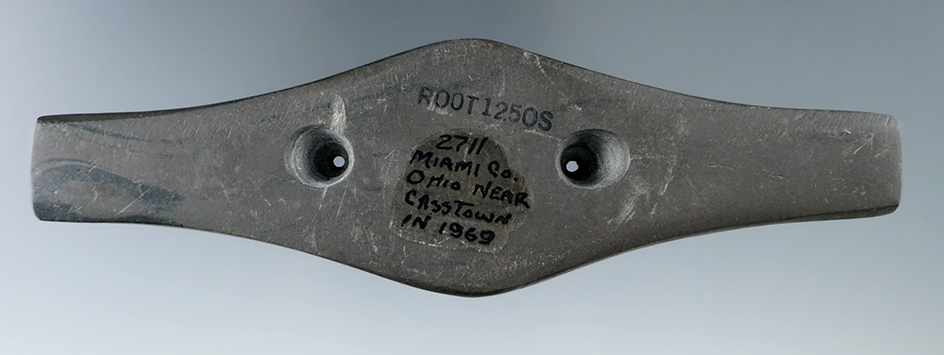 ROOT1250S
2711
MIAMI CO.
OHIO NEAR
CASSTOWN
IN 1969